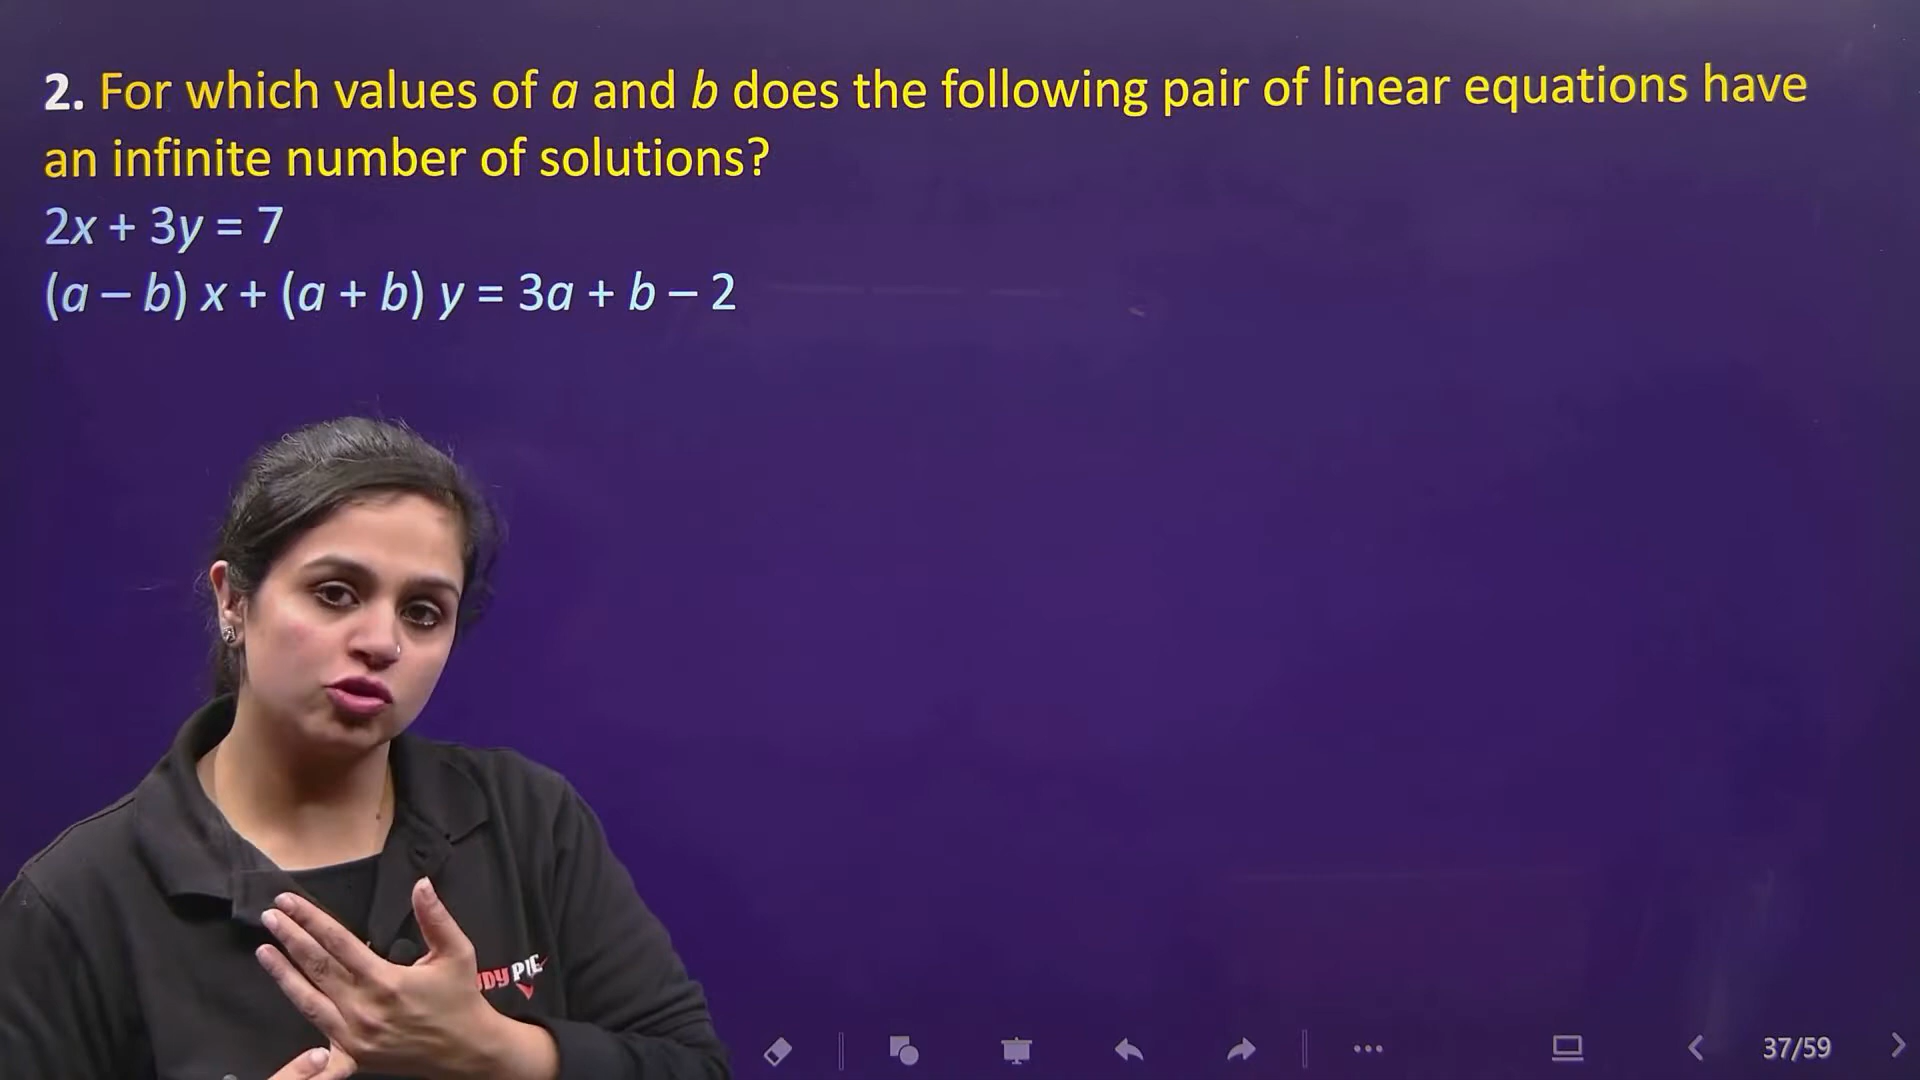 2. For which values of a and b does the following pair of linear equations have
an infinite number of solutions?
2x + 3y = 7
(a – b) x + (a + b) y = 3a + b – 2
PIE
37/59